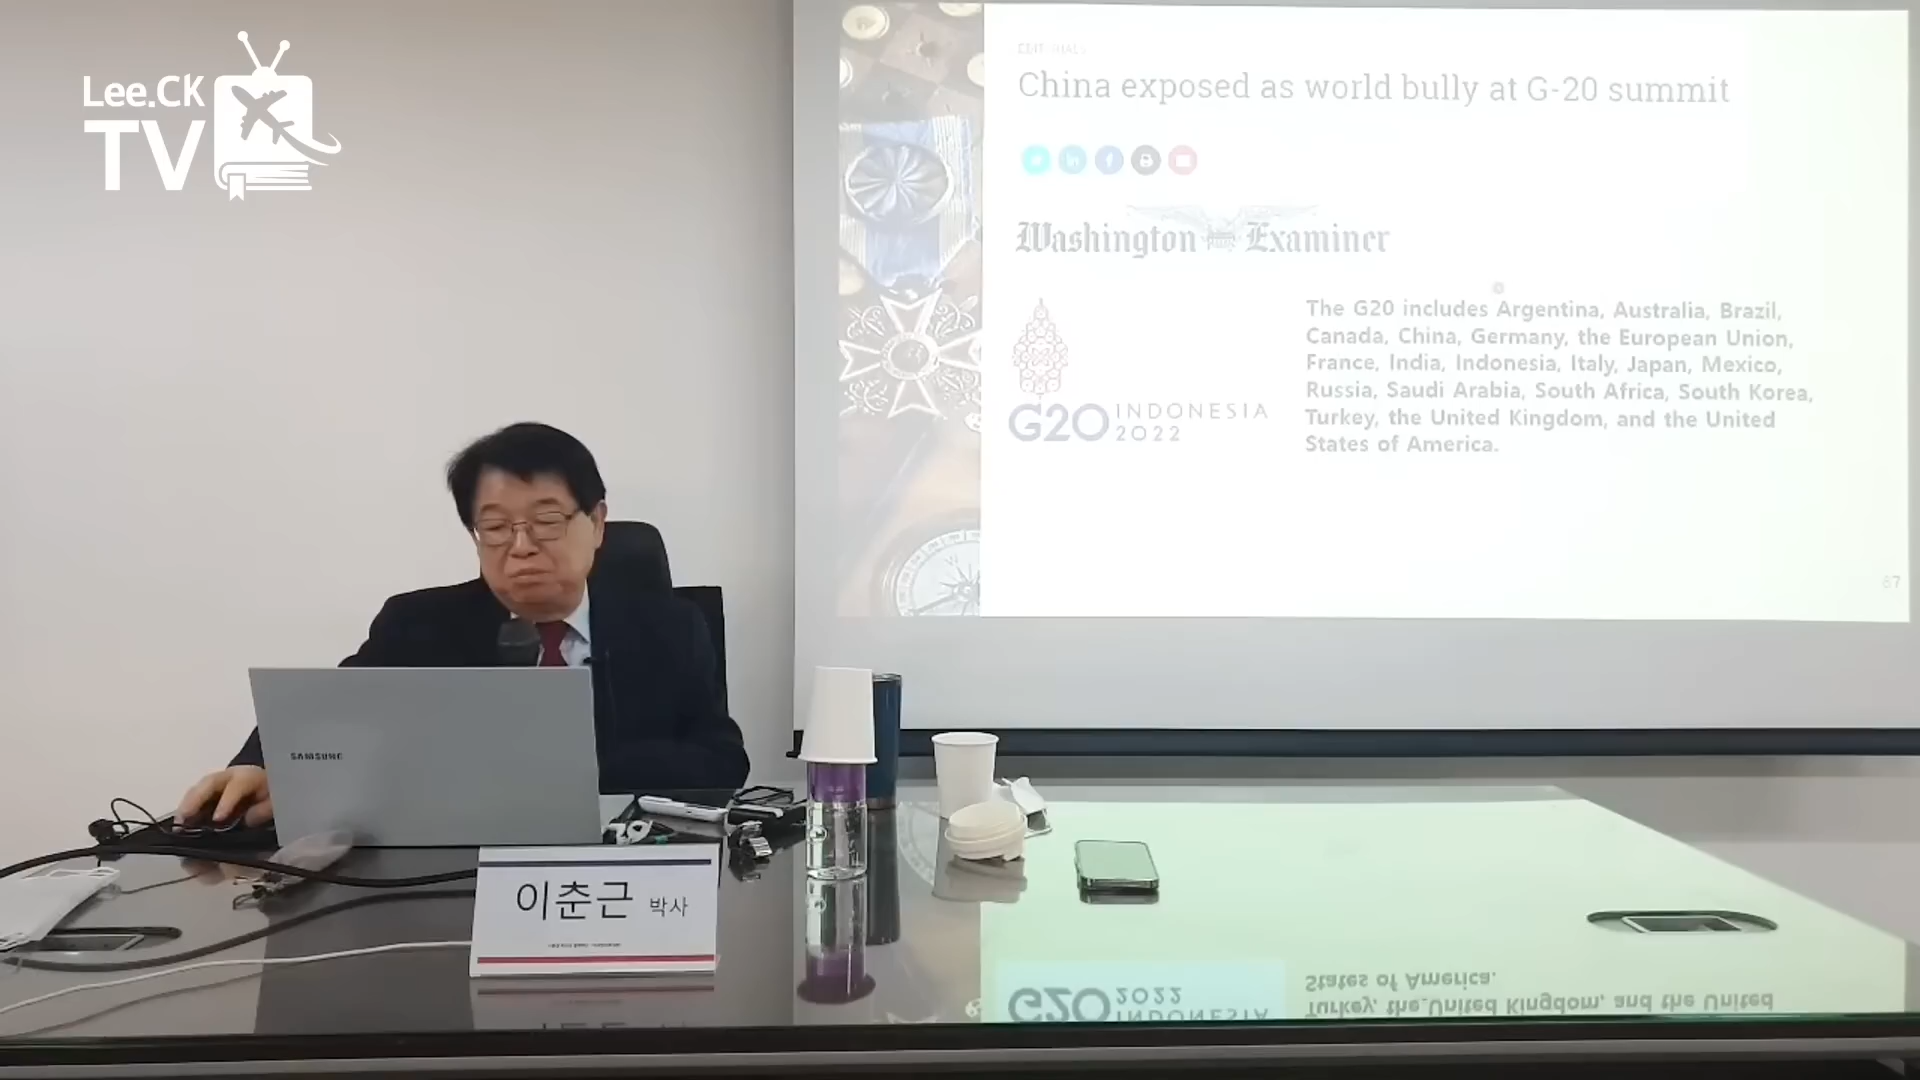 Lee.CK
TV
EDITORIALS
China exposed as world bully at G-20 summit
Washington Examiner
The G20 includes Argentina, Australia, Brazil,
Canada, China, Germany, the European Union,
France, India, Indonesia, Italy, Japan, Mexico,
Russia, Saudi Arabia, South Africa, South Korea,
Turkey, the United Kingdom, and the United
States of America.
G20 INDONESIA
2022
67
SAMSUNG
이춘근 박사